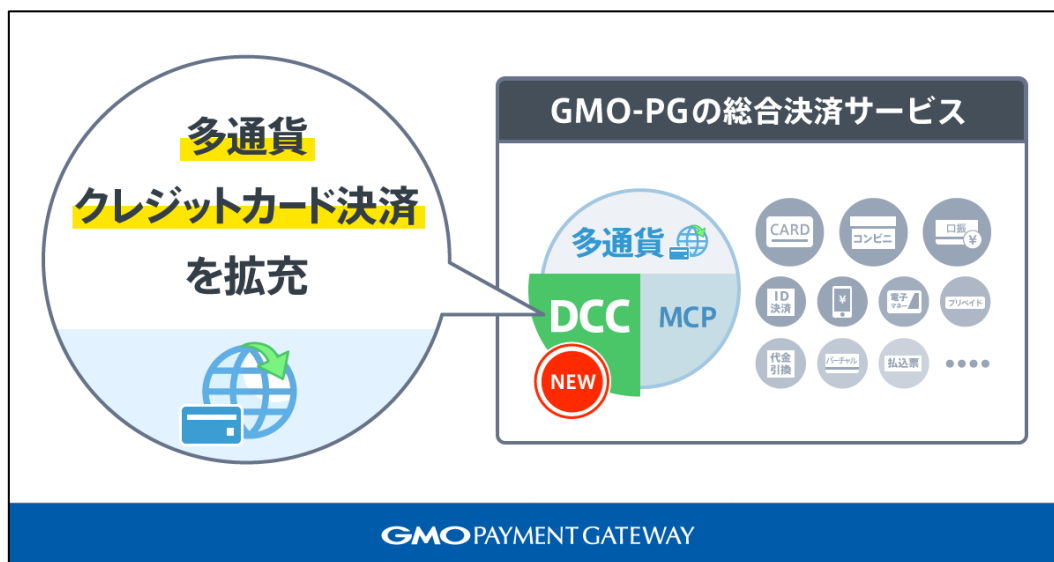 多通貨
クレジットカード決済
を拡充
GMO-PGの総合決済サービス
多通貨
DCC
MCP
NEW
CARD
コンビニ
口振
¥
ID
決済
¥
電子
マネー
プリペイド
代金
引換
バーチャル
払込票
GMO PAYMENT GATEWAY